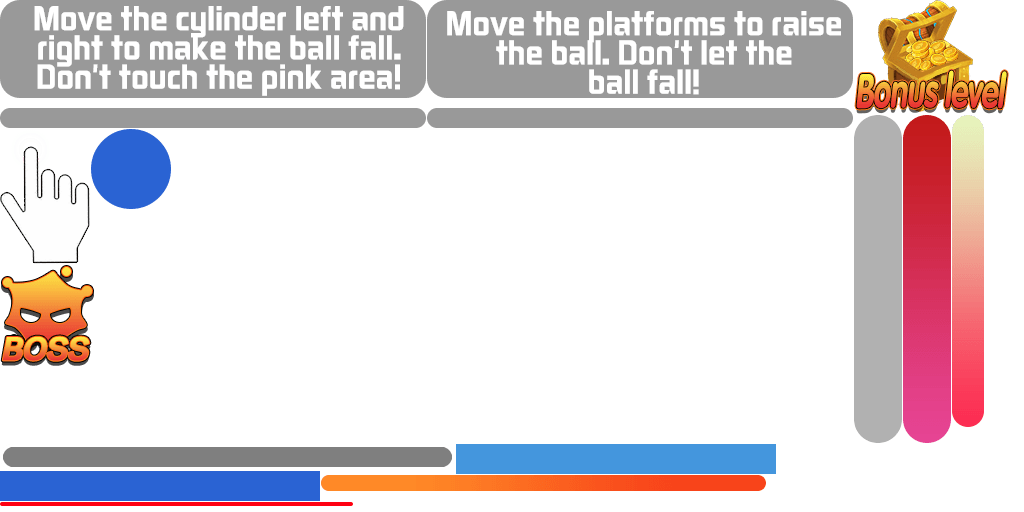 Move the cylinder left and
right to make the ball fall.
Don't touch the pink area!
Move the platforms to raise
the ball. Don't let the
ball fall!
Bonus level
BOSS